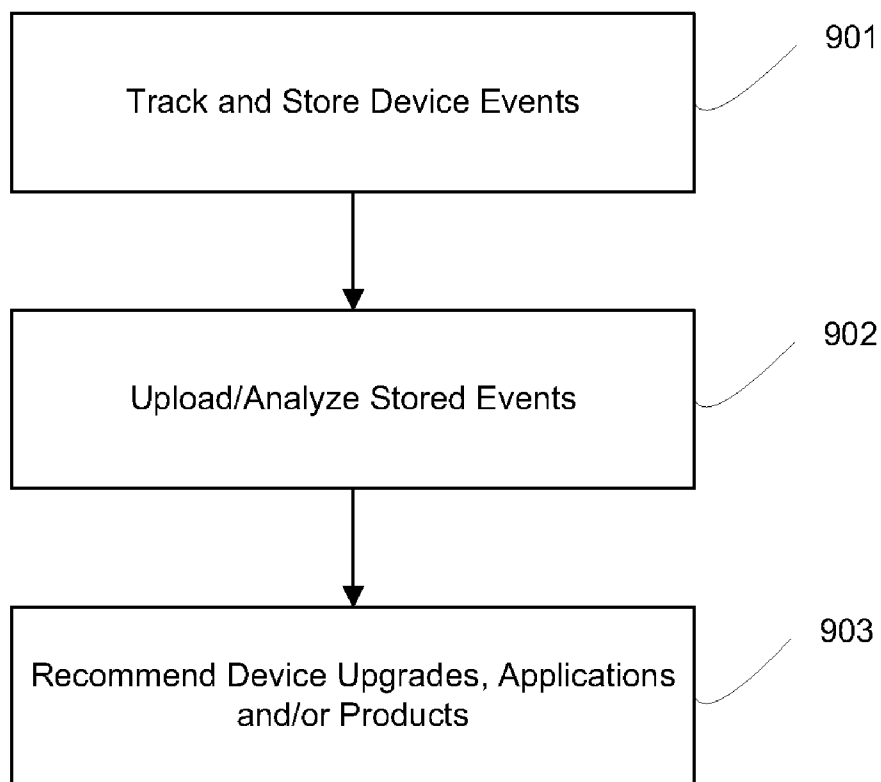 Track and Store Device Events
901
Upload/Analyze Stored Events
902
Recommend Device Upgrades, Applications
and/or Products
903